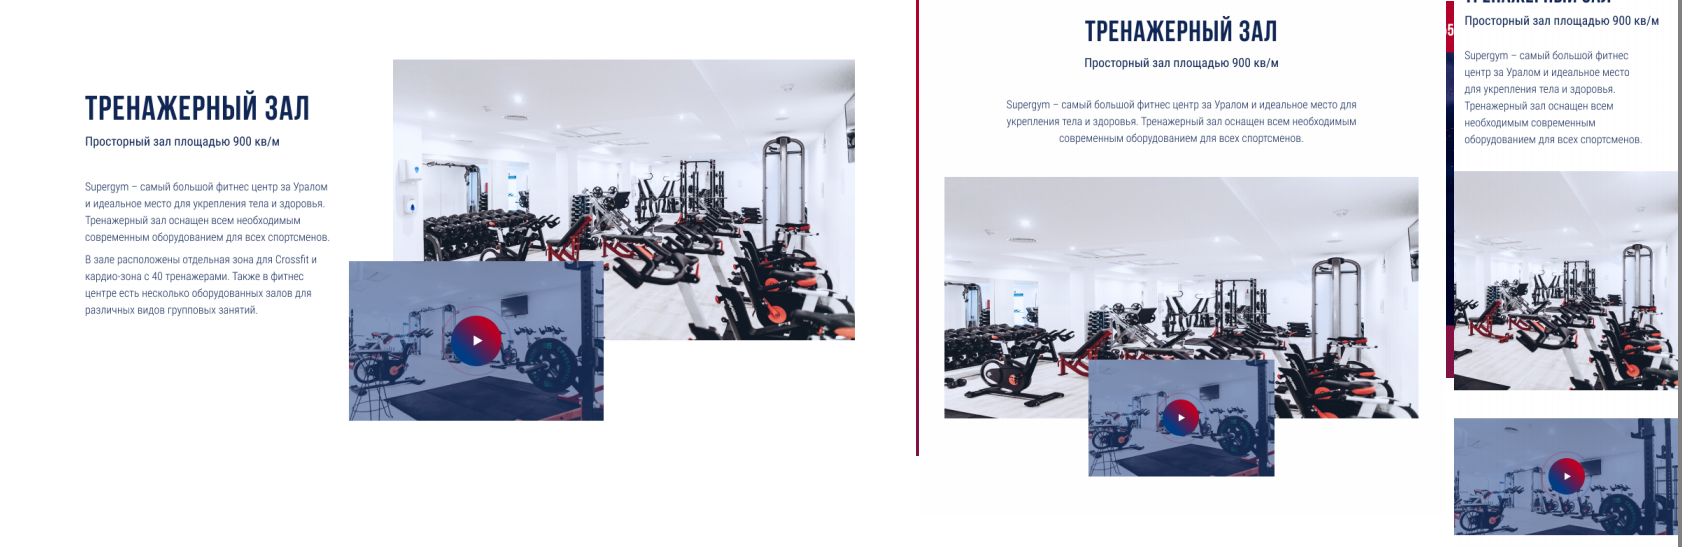 ТРЕНАЖЕРНЫЙ ЗАЛ
Просторный зал площадью 900 кв/м
Supergym – самый большой фитнес центр за Уралом
и идеальное место для укрепления тела и здоровья.
Тренажерный зал оснащен всем необходимым
современным оборудованием для всех спортсменов.
В зале расположены отдельная зона для Crossfit и
кардио-зона с 40 тренажерами. Также в фитнес
центре есть несколько оборудованных залов для
различных видов групповых занятий.
ТРЕНАЖЕРНЫЙ ЗАЛ
Просторный зал площадью 900 кв/м
Supergym – самый большой фитнес центр за Уралом и идеальное место для
укрепления тела и здоровья. Тренажерный зал оснащен всем необходимым
современным оборудованием для всех спортсменов.
5
ТРЕНАЖЕРНЫЙ ЗАЛ
Просторный зал площадью 900 кв/м
Supergym – самый большой фитнес
центр за Уралом и идеальное место
для укрепления тела и здоровья.
Тренажерный зал оснащен всем
необходимым современным
оборудованием для всех спортсменов.